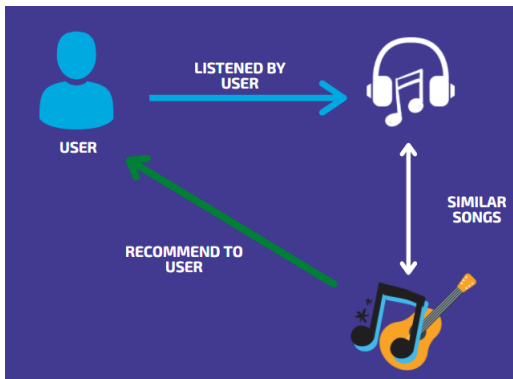 LISTENED BY
USER
USER
SIMILAR
SONGS
RECOMMEND TO
USER